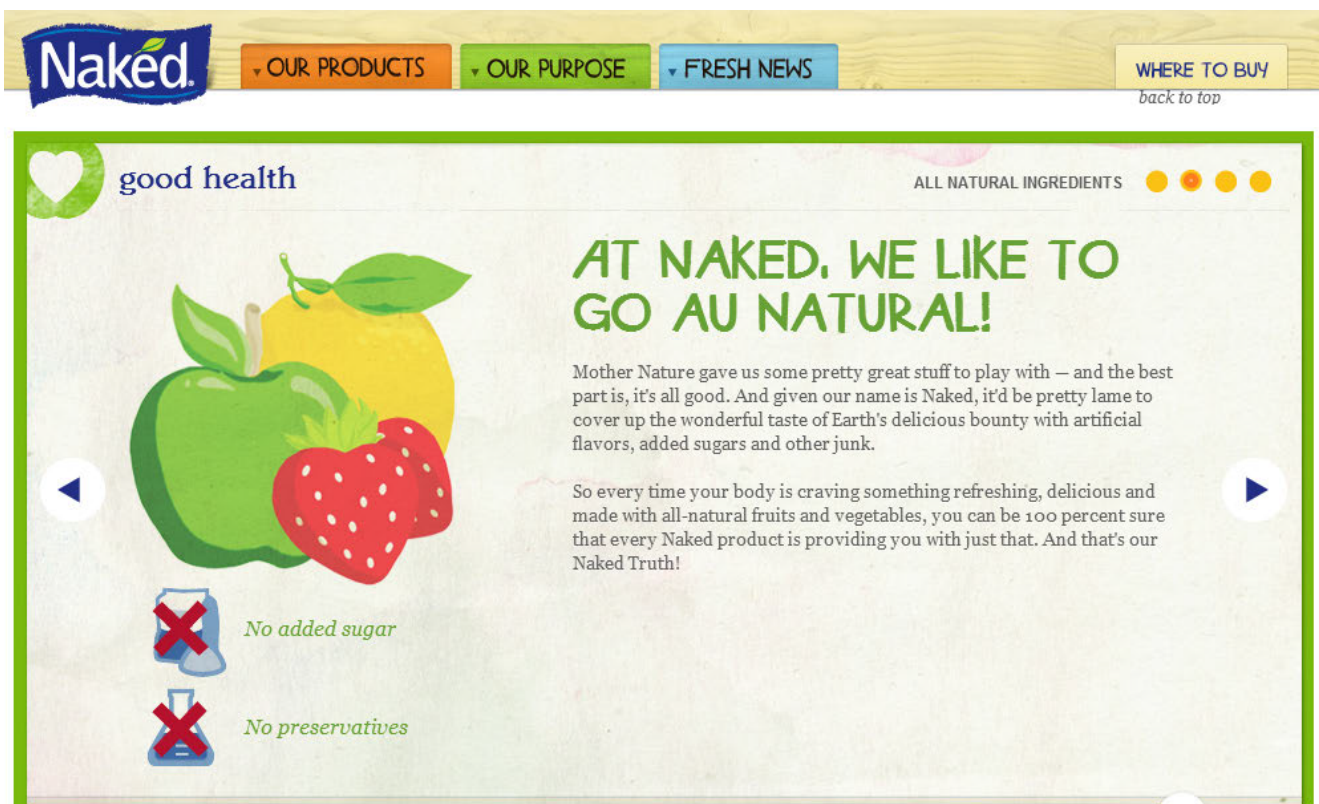 Naked.
OUR PRODUCTS
OUR PURPOSE
FRESH NEWS
WHERE TO BUY
back to top
good health
ALL NATURAL INGREDIENTS
AT NAKED, WE LIKE TO
GO AU NATURAL!
Mother Nature gave us some pretty great stuff to play with — and the best
part is, it's all good. And given our name is Naked, it'd be pretty lame to
cover up the wonderful taste of Earth's delicious bounty with artificial
flavors, added sugars and other junk.
So every time your body is craving something refreshing, delicious and
made with all-natural fruits and vegetables, you can be 100 percent sure
that every Naked product is providing you with just that. And that's our
Naked Truth!
No added sugar
No preservatives